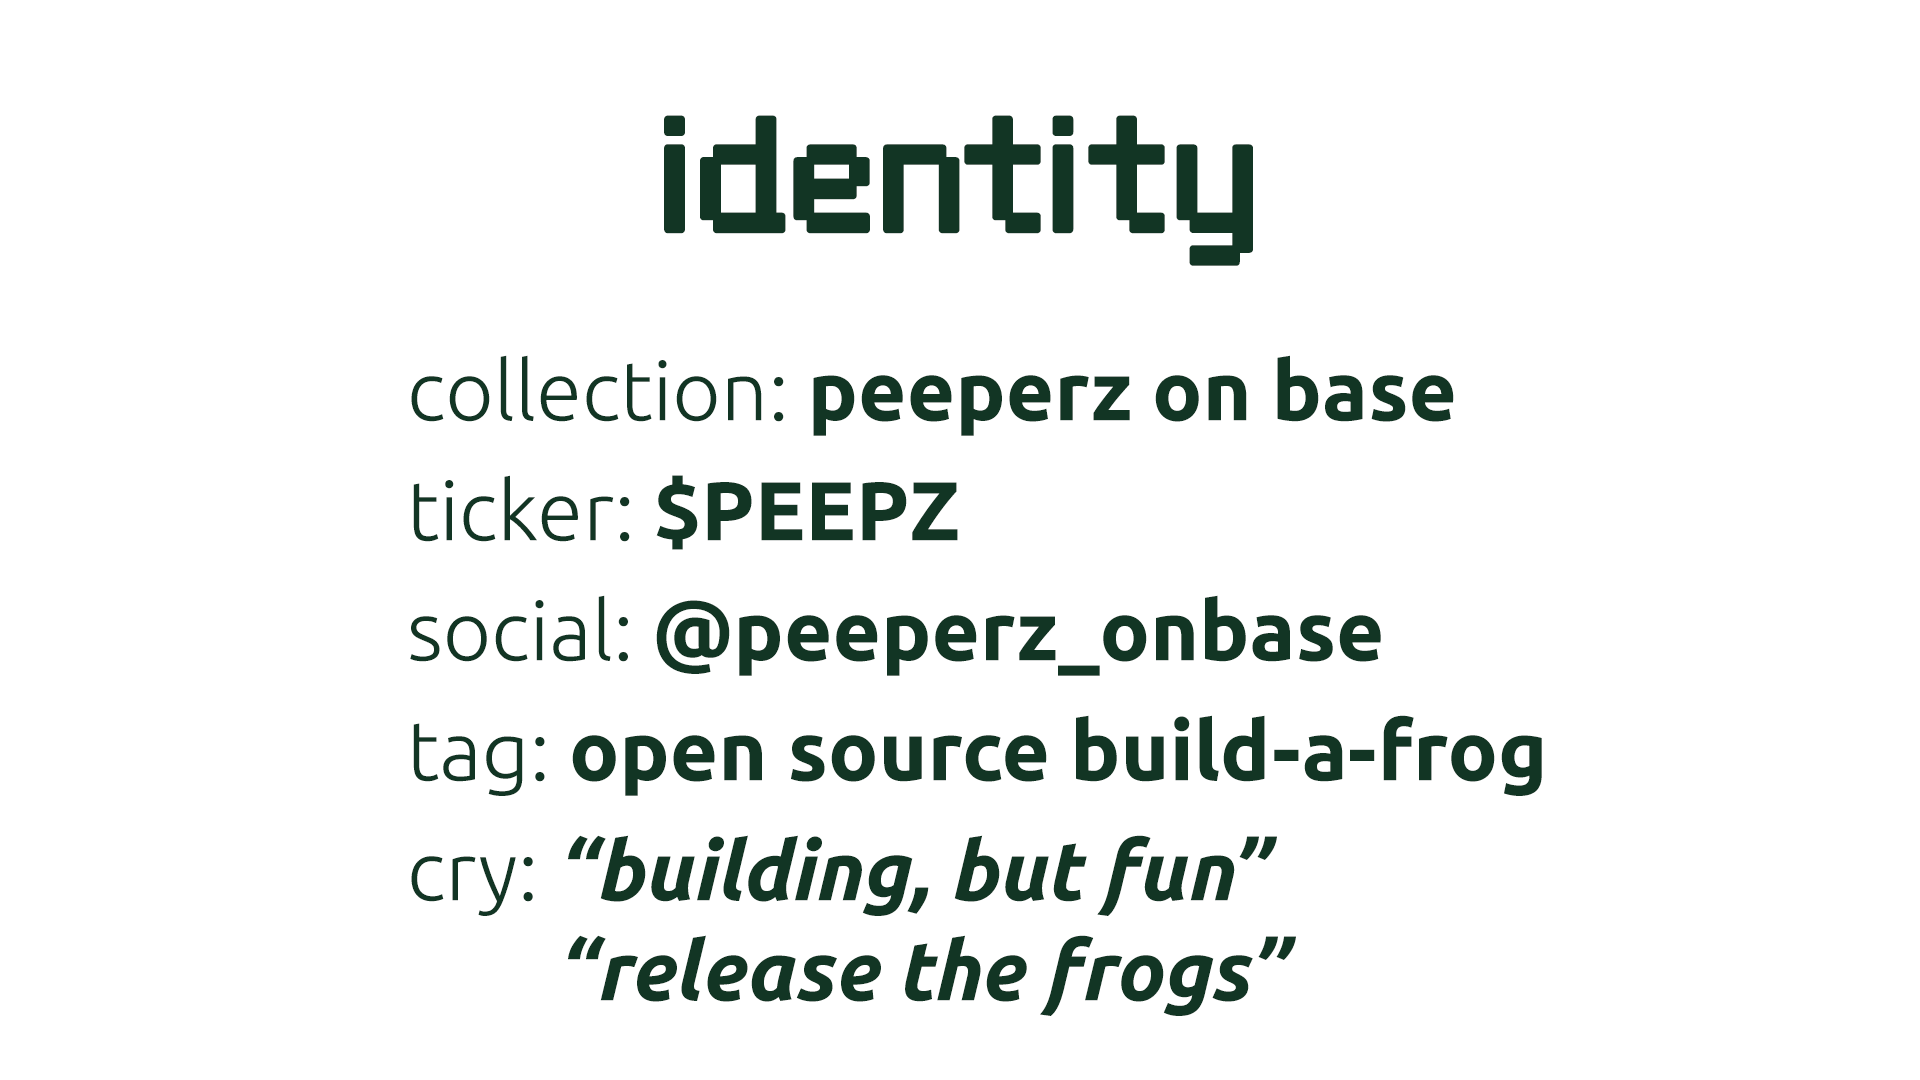 identity
collection: peeperz on base
ticker: $PEEPZ
social: @peeperz_onbase
tag: open source build-a-frog
cry: “building, but fun”
“release the frogs”